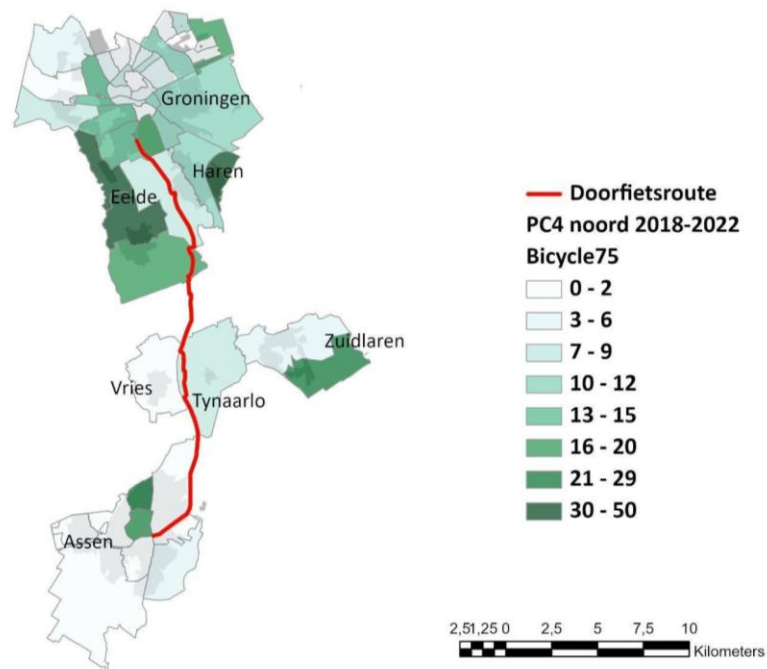 Groningen
Haren
Eelde
Zuidlaren
Vries
Tynaarlo
Assen
Doorfietsroute
PC4 noord 2018-2022
Bicycle75
0 - 2
3 - 6
7 - 9
10 - 12
13 - 15
16 - 20
21 - 29
30 - 50
2,51,25 0 2,5 5 7,5 10
Kilometers